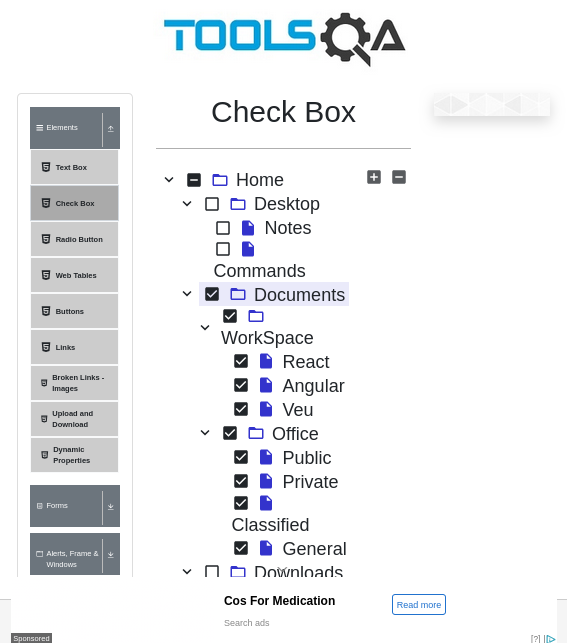 TOOLSQA
Check Box
Elements
Text Box
Check Box
Radio Button
Web Tables
Buttons
Links
Broken Links -
Images
Upload and
Download
Dynamic
Properties
Forms
Alerts, Frame &
Windows
Home
Desktop
Notes
Commands
Documents
WorkSpace
React
Angular
Veu
Office
Public
Private
Classified
General
Downloads
Cos For Medication
Read more
Search ads
Sponsored
[?]